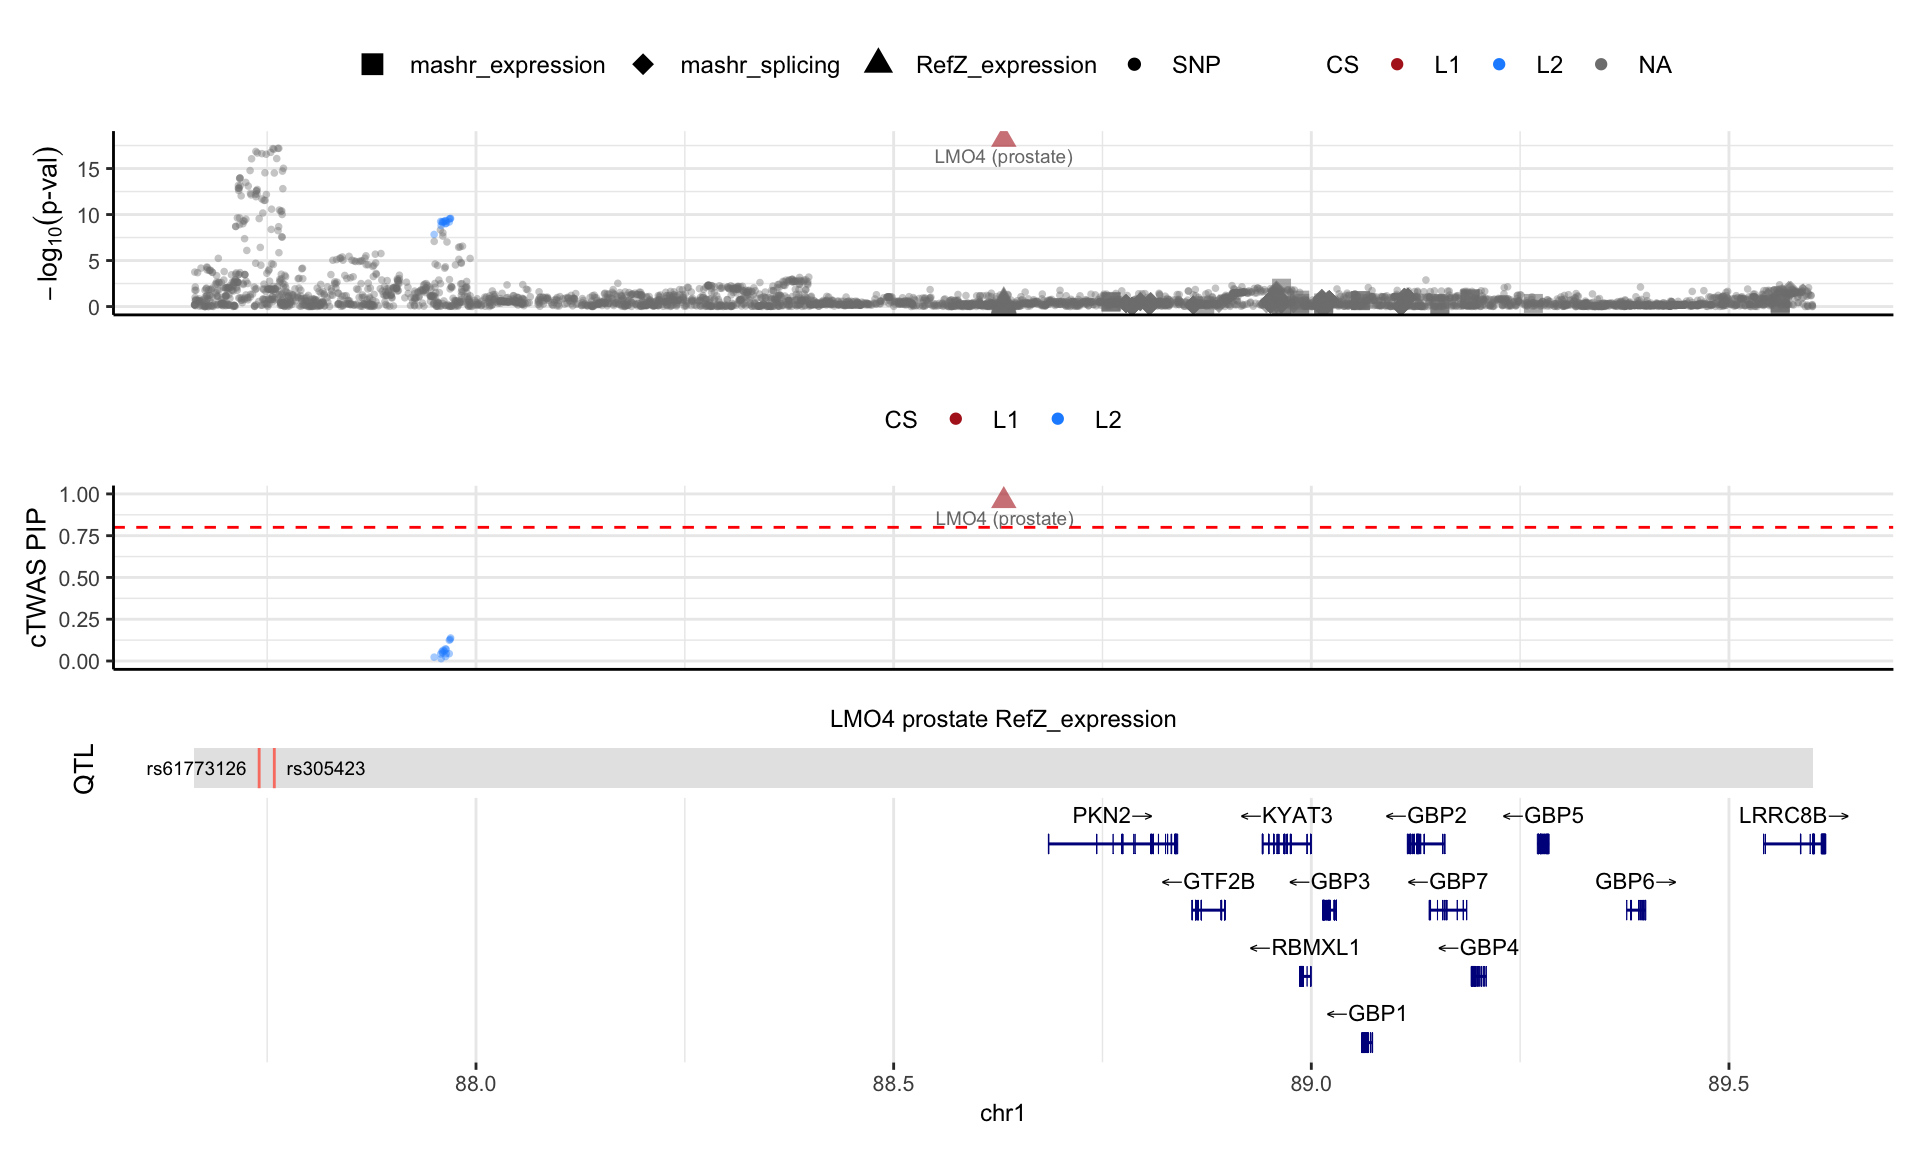 mashr_expression mashr_splicing RefZ_expression SNP CS L1 L2 NA
−log10(p-val)
15
10
5
0
LMO4 (prostate)
CS L1 L2
cTWAS PIP
1.00
0.75
0.50
0.25
0.00
LMO4 (prostate)
LMO4 prostate RefZ_expression
QTL
rs61773126 rs305423
PKN2→ ←KYAT3 ←GBP2 ←GBP5 LRRC8B→
←GTF2B ←GBP3 ←GBP7 GBP6→
←RBMXL1 ←GBP4
←GBP1
88.0 88.5 89.0 89.5
chr1